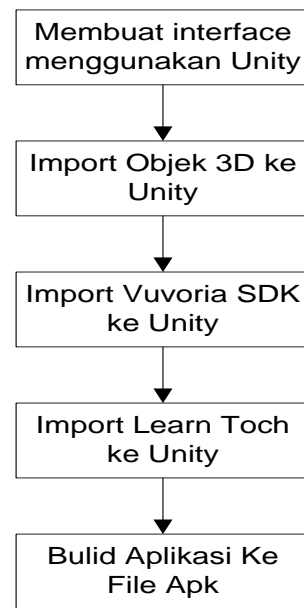 Membuat interface
menggunakan Unity
Import Objek 3D ke
Unity
Import Vuvoria SDK
ke Unity
Import Learn Toch
ke Unity
Bulid Aplikasi Ke
File Apk